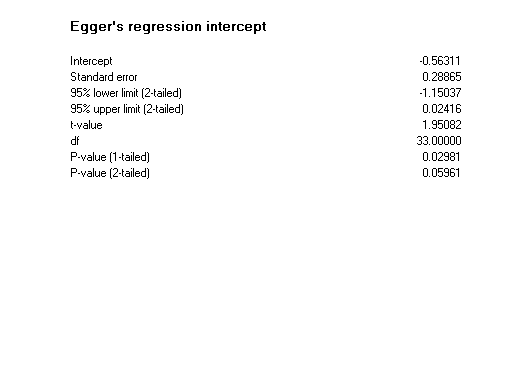 Egger's regression intercept
Intercept -0.56311
Standard error 0.28865
95% lower limit (2-tailed) -1.15037
95% upper limit (2-tailed) 0.02416
t-value 1.95082
df 33.00000
P-value (1-tailed) 0.02981
P-value (2-tailed) 0.05961